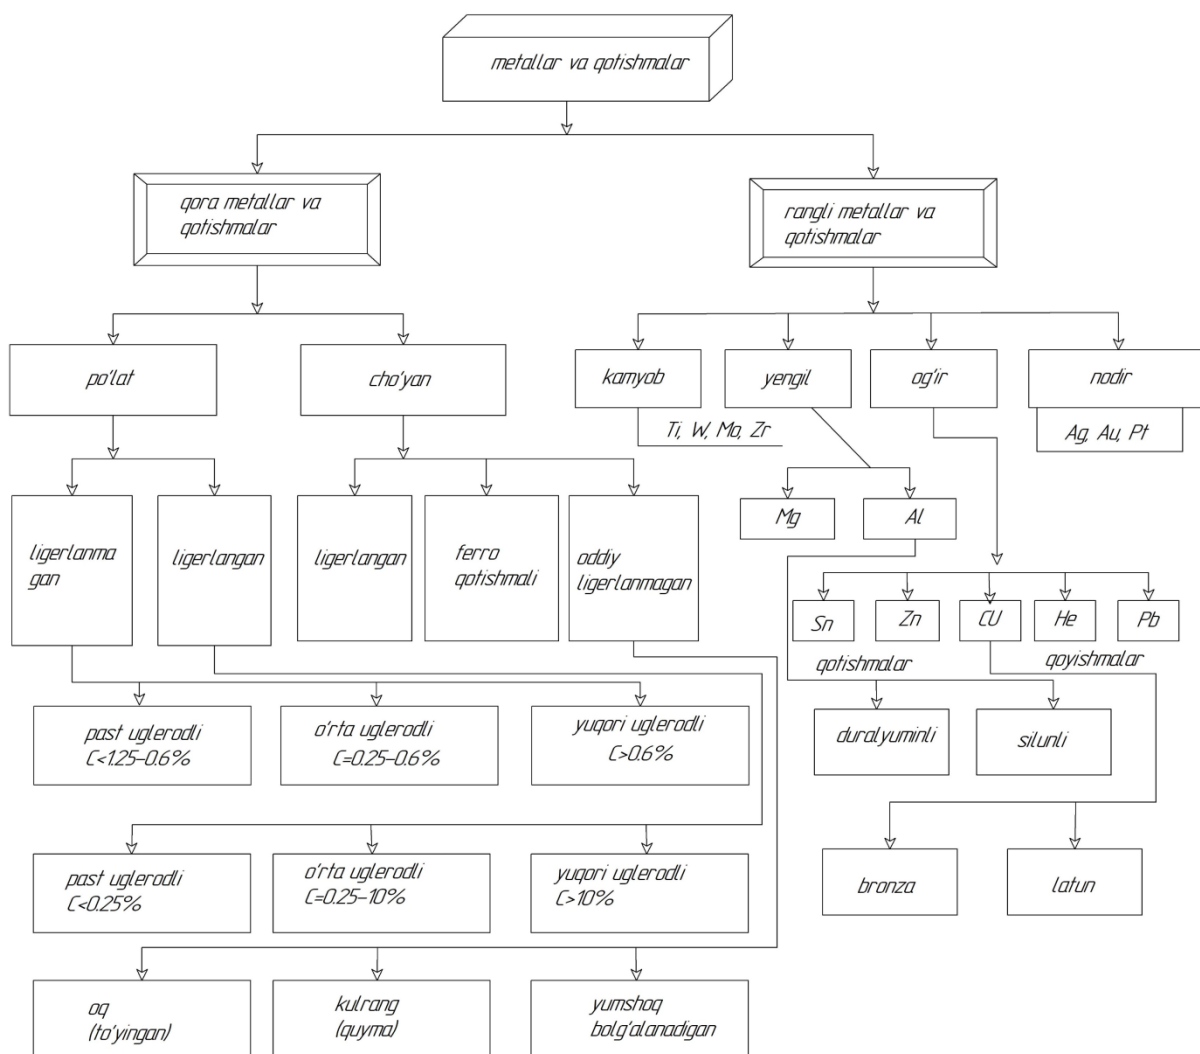 metallar va qotishmalar
qora metallar va
qotishmalar
rangli metallar va
qotishmalar
po'lat
cho'yan
kamyob
yengil
og'ir
nodir
Ti, W, Mo, Zr
Ag, Au, Pt
ligerlanma
gan
ligerlangan
ligerlangan
ferro
qotishmali
oddiy
ligerlanmagan
Mg
Al
Sn
Zn
CU
He
Pb
qotishmalar
qoyishmalar
past uglerodli
C<1.25-0.6%
o'rta uglerodli
C=0.25-0.6%
yuqori uglerodli
C>0.6%
duralyuminli
silunli
past uglerodli
C<0.25%
o'rta uglerodli
C=0.25-10%
yuqori uglerodli
C>10%
bronza
latun
oq
(to'yingan)
kulrang
(quyma)
yumshoq
bolg'alanadigan